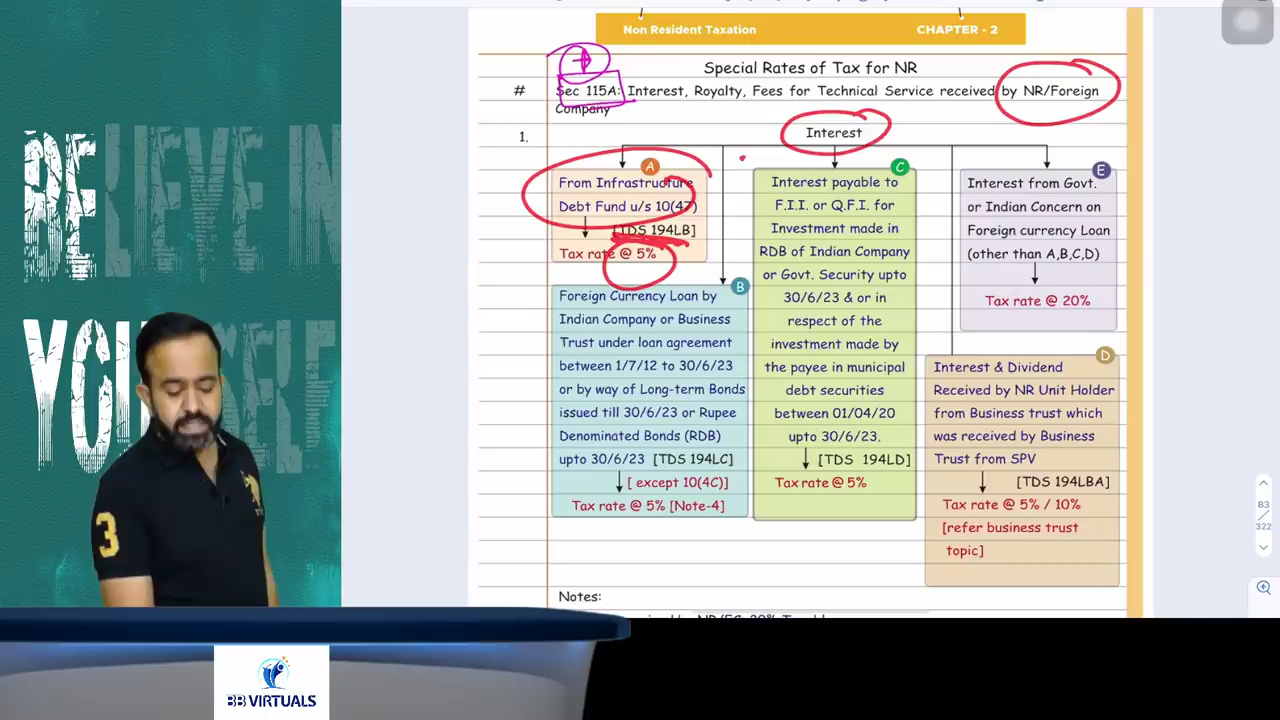 BELIEVE IN
YOURSELF
3
BB VIRTUALS
Non Resident Taxation
CHAPTER - 2
Special Rates of Tax for NR
# Sec 115A: Interest, Royalty, Fees for Technical Service received by NR/Foreign
Company
1.
Interest
A
From Infrastructure
Debt Fund u/s 10(47)
[TDS 194LB]
Tax rate @ 5%
B
Foreign Currency Loan by
Indian Company or Business
Trust under loan agreement
between 1/7/12 to 30/6/23
or by way of Long-term Bonds
issued till 30/6/23 or Rupee
Denominated Bonds (RDB)
upto 30/6/23 [TDS 194LC]
[ except 10(4C)]
Tax rate @ 5% [Note-4]
C
Interest payable to
F.I.I. or Q.F.I. for
Investment made in
RDB of Indian Company
or Govt. Security upto
30/6/23 & or in
respect of the
investment made by
the payee in municipal
debt securities
between 01/04/20
upto 30/6/23.
[TDS 194LD]
Tax rate @ 5%
E
Interest from Govt.
or Indian Concern on
Foreign currency Loan
(other than A,B,C,D)
Tax rate @ 20%
D
Interest & Dividend
Received by NR Unit Holder
from Business trust which
was received by Business
Trust from SPV
[TDS 194LBA]
Tax rate @ 5% / 10%
[refer business trust
topic]
Notes:
83
322